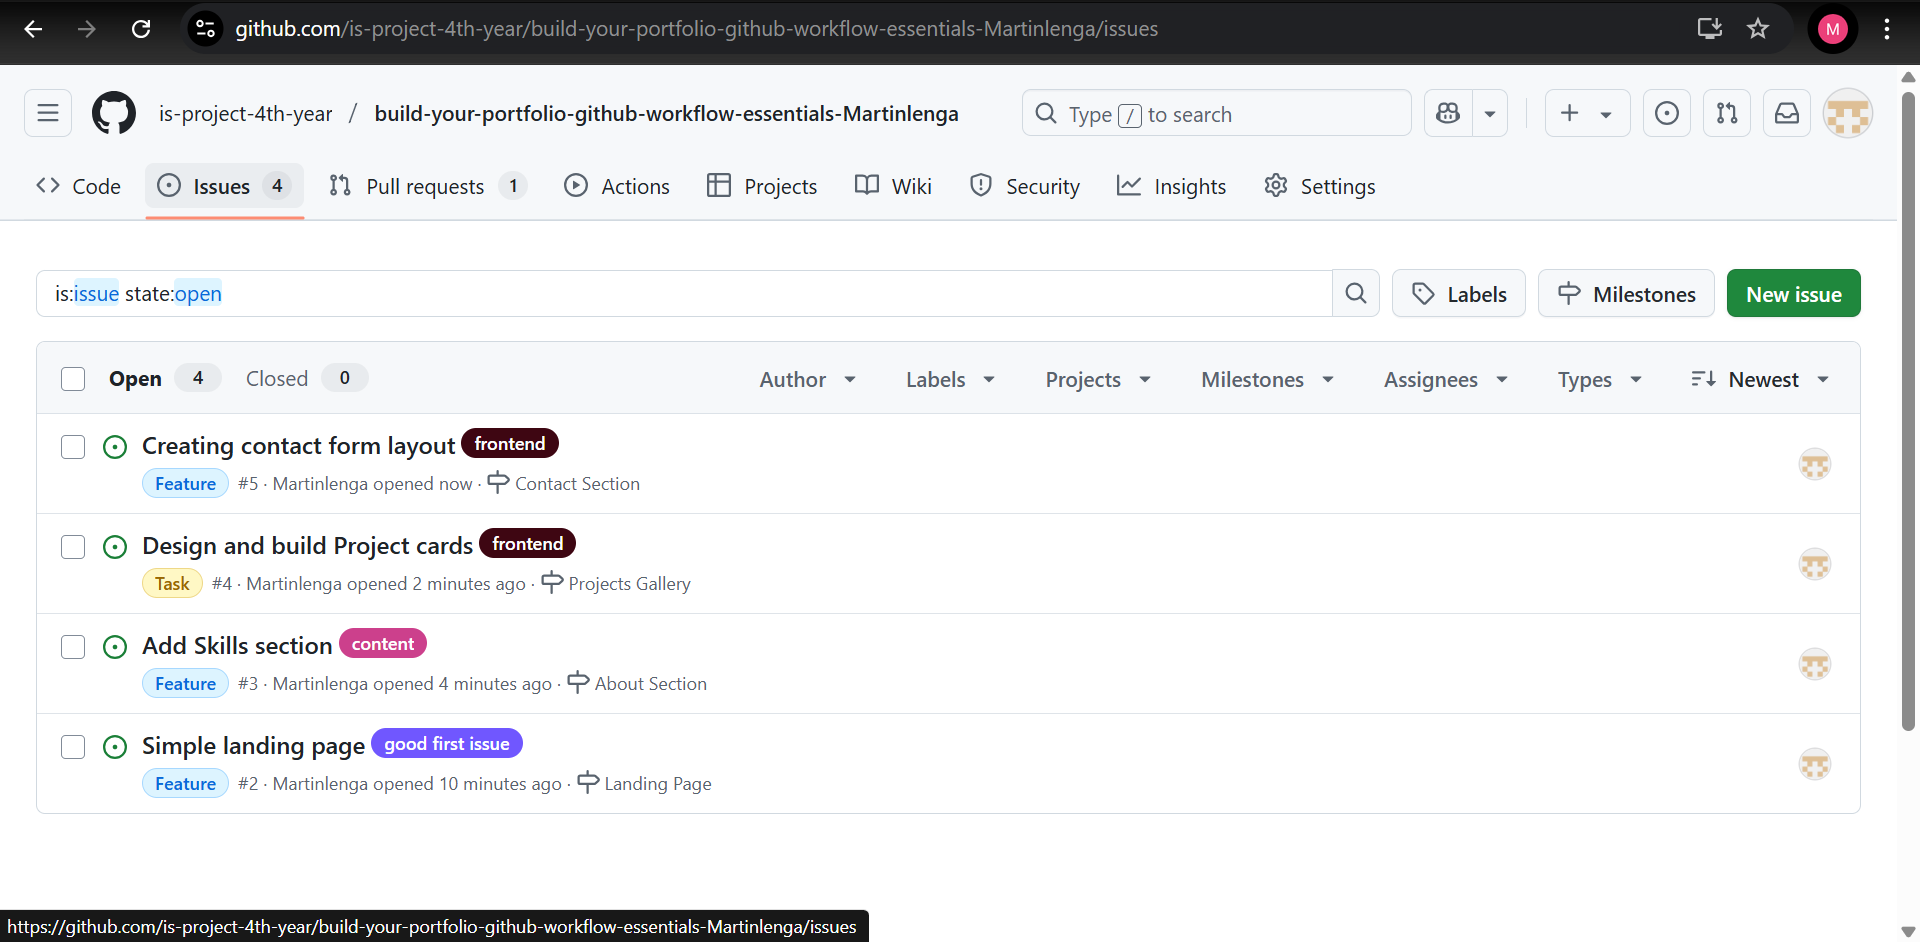 github.com/is-project-4th-year/build-your-portfolio-github-workflow-essentials-Martinlenga/issues
M
is-project-4th-year / build-your-portfolio-github-workflow-essentials-Martinlenga
Type / to search
Code
Issues 4
Pull requests 1
Actions
Projects
Wiki
Security
Insights
Settings
is:issue state:open
Labels
Milestones
New issue
Open 4
Closed 0
Author
Labels
Projects
Milestones
Assignees
Types
Newest
Creating contact form layout frontend
Feature #5 · Martinlenga opened now · Contact Section
Design and build Project cards frontend
Task #4 · Martinlenga opened 2 minutes ago · Projects Gallery
Add Skills section content
Feature #3 · Martinlenga opened 4 minutes ago · About Section
Simple landing page good first issue
Feature #2 · Martinlenga opened 10 minutes ago · Landing Page
https://github.com/is-project-4th-year/build-your-portfolio-github-workflow-essentials-Martinlenga/issues